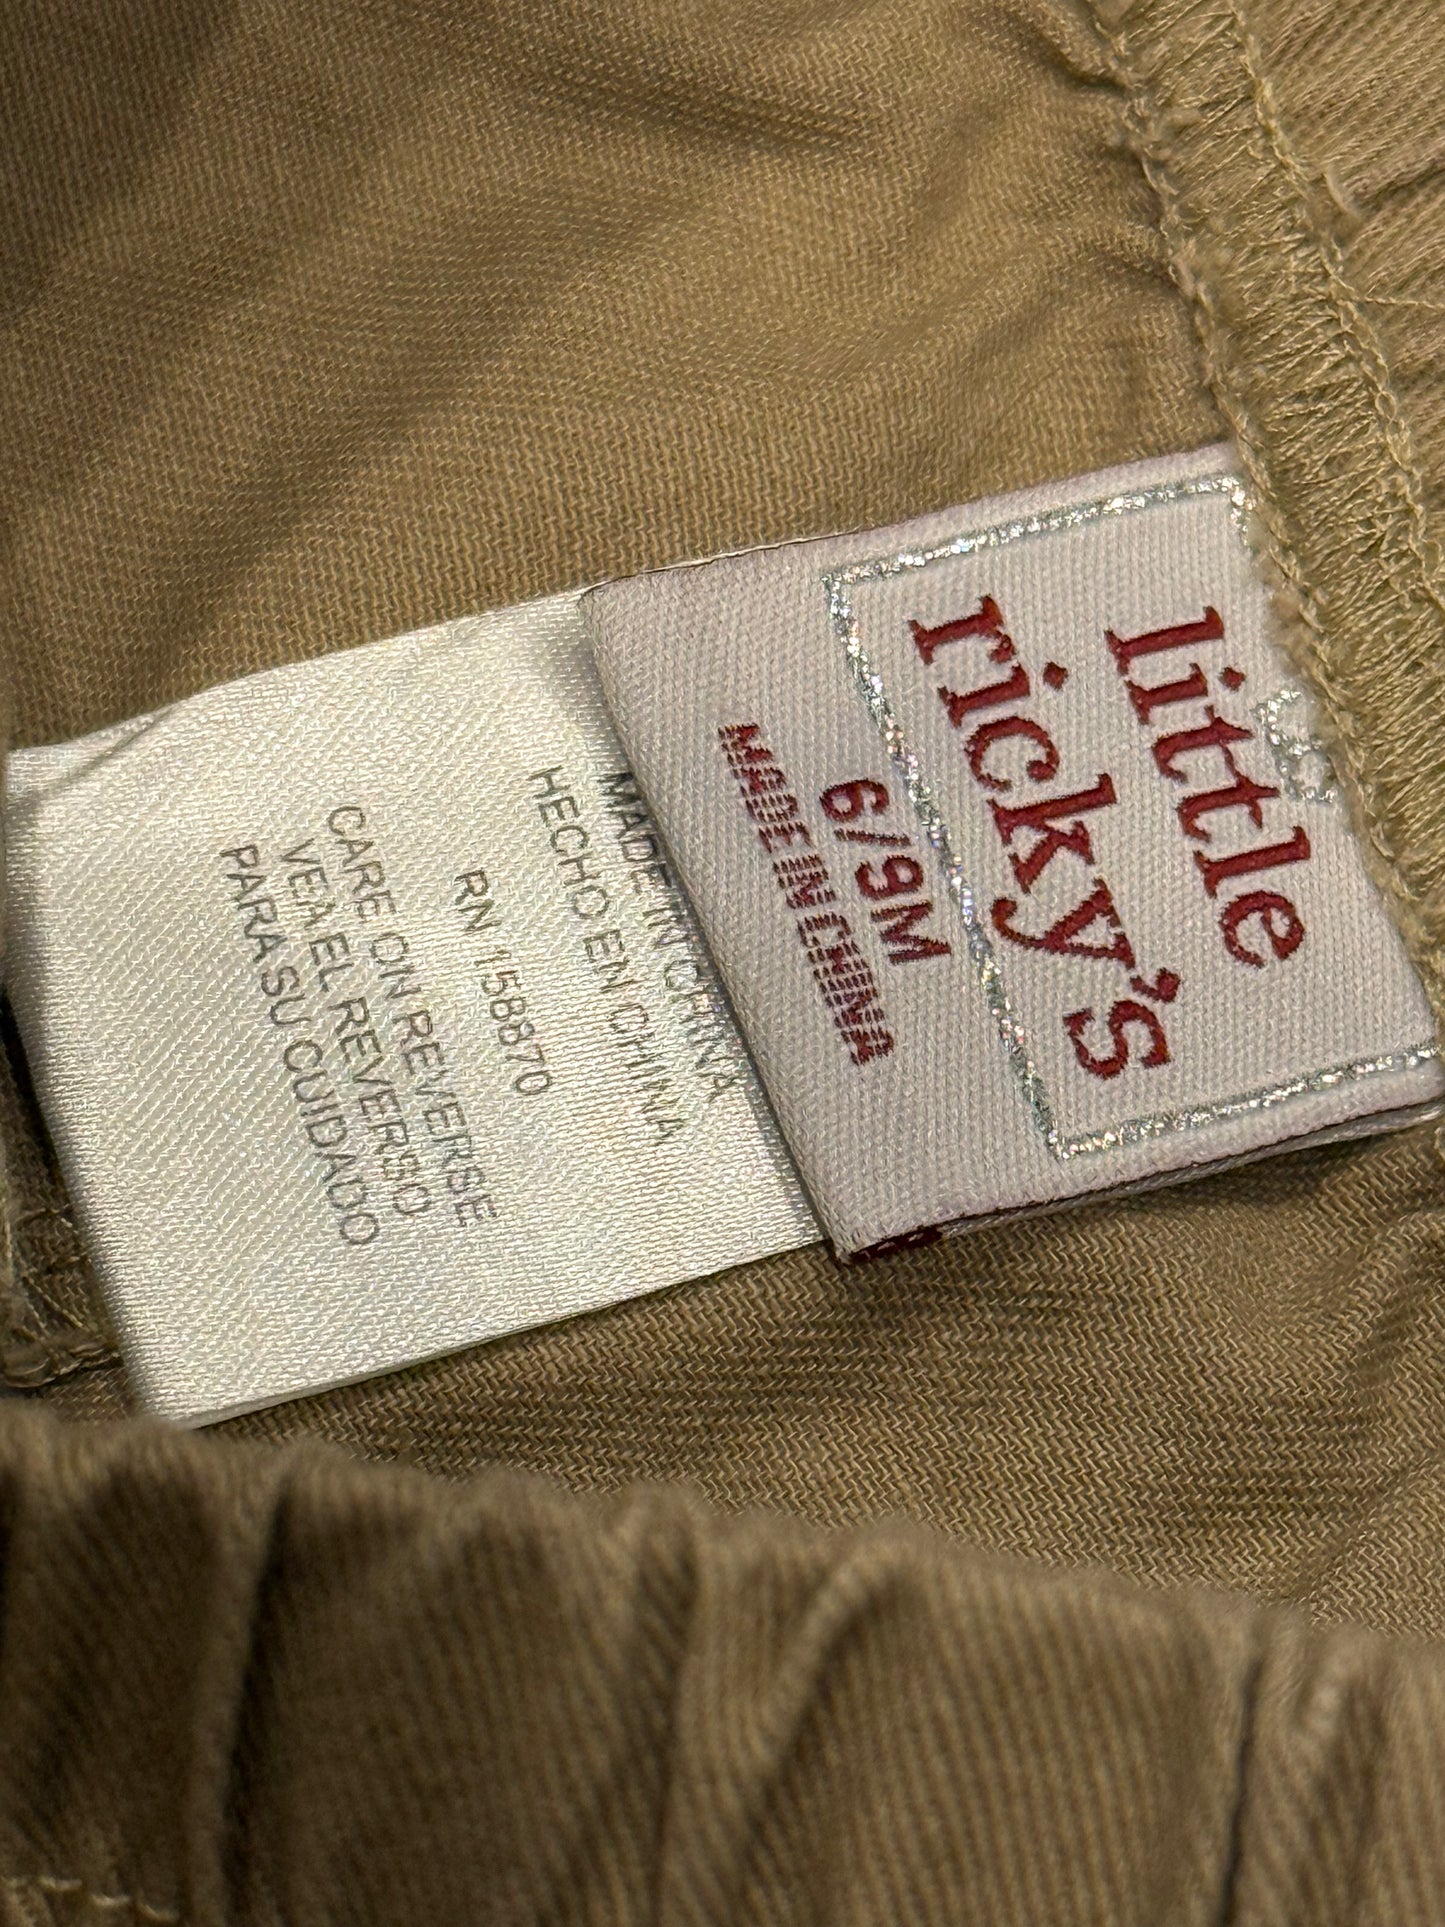 little
ricky's
6/9M
MADE IN CHINA
MADE IN CHINA
HECHO EN CHINA
RN 158870
CARE ON REVERSE
VEA EL REVERSO
PARA SU CUIDADO